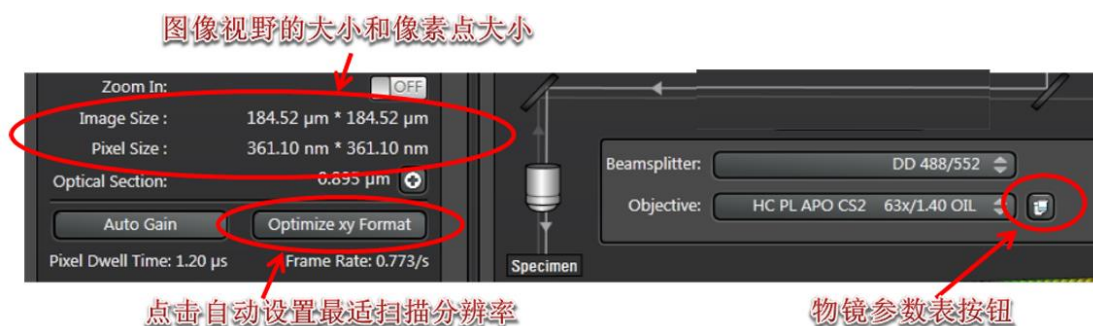 图像视野的大小和像素点大小
Zoom In: OFF
Image Size : 184.52 µm * 184.52 µm
Pixel Size : 361.10 nm * 361.10 nm
Optical Section: 0.895 µm
Auto Gain Optimize xy Format
Pixel Dwell Time: 1.20 µs Frame Rate: 0.773/s
Beamsplitter: DD 488/552
Objective: HC PL APO CS2 63x/1.40 OIL
Specimen
点击自动设置最适扫描分辨率
物镜参数表按钮